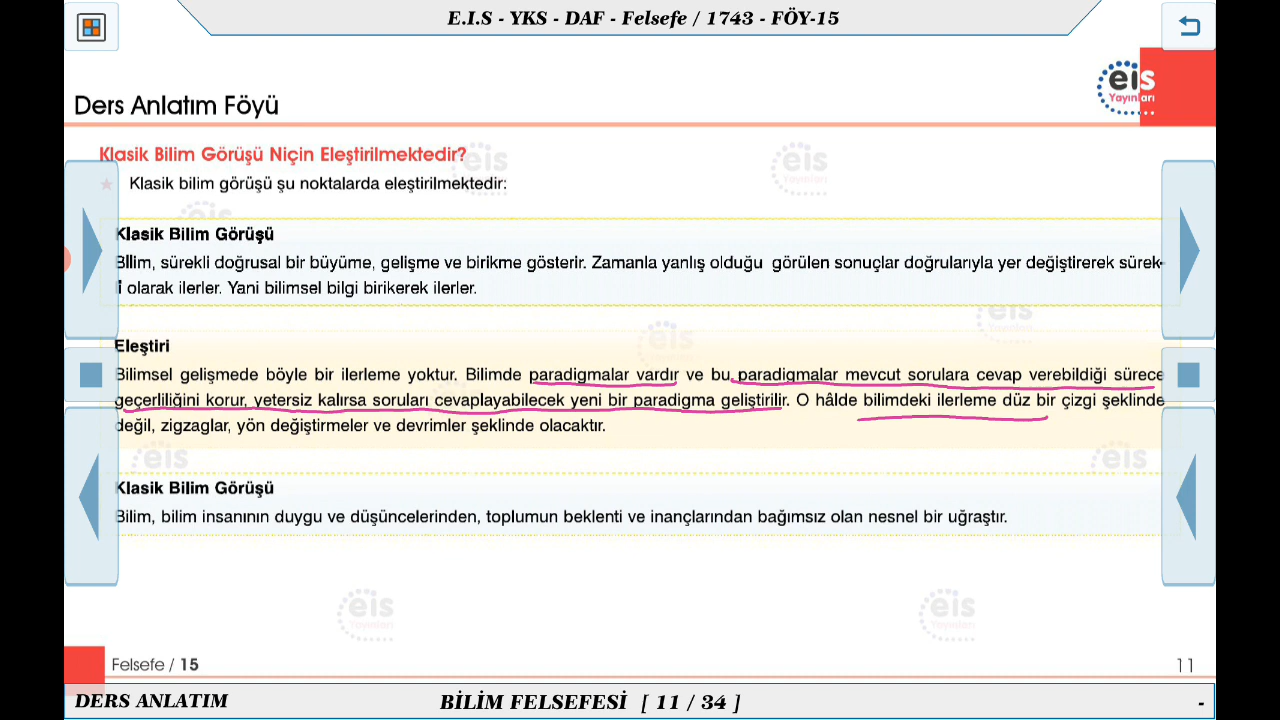 E.I.S - YKS - DAF - Felsefe / 1743 - FÖY-15
eis
Yayınları
Ders Anlatım Föyü
Klasik Bilim Görüşü Niçin Eleştirilmektedir?
Klasik bilim görüşü şu noktalarda eleştirilmektedir:
Klasik Bilim Görüşü
Bilim, sürekli doğrusal bir büyüme, gelişme ve birikme gösterir. Zamanla yanlış olduğu görülen sonuçlar doğrularıyla yer değiştirerek sürek-
li olarak ilerler. Yani bilimsel bilgi birikerek ilerler.
Eleştiri
Bilimsel gelişmede böyle bir ilerleme yoktur. Bilimde paradigmalar vardır ve bu paradigmalar mevcut sorulara cevap verebildiği sürece
geçerliliğini korur, yetersiz kalırsa soruları cevaplayabilecek yeni bir paradigma geliştirilir. O hâlde bilimdeki ilerleme düz bir çizgi şeklinde
değil, zigzaglar, yön değiştirmeler ve devrimler şeklinde olacaktır.
Klasik Bilim Görüşü
Bilim, bilim insanının duygu ve düşüncelerinden, toplumun beklenti ve inançlarından bağımsız olan nesnel bir uğraştır.
Felsefe / 15
11
DERS ANLATIM
BİLİM FELSEFESİ [ 11 / 34 ]
-